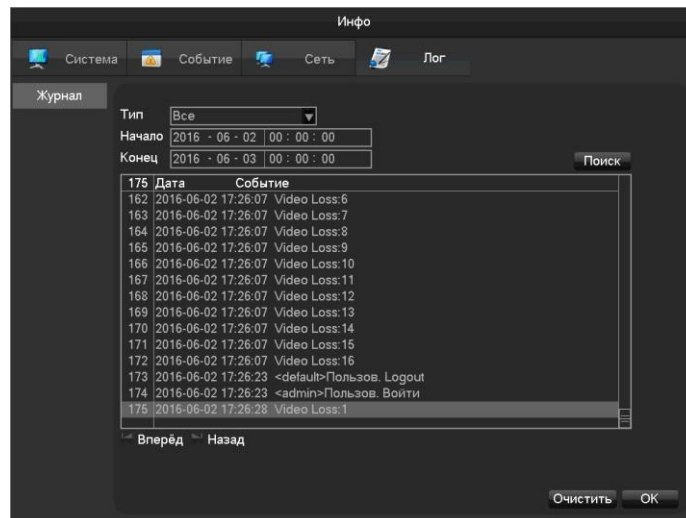 Инфо
Система Событие Сеть Лог
Журнал
Тип Все
Начало 2016 - 06 - 02 00 : 00 : 00
Конец 2016 - 06 - 03 00 : 00 : 00
Поиск
175 Дата Событие
162 2016-06-02 17:26:07 Video Loss:6
163 2016-06-02 17:26:07 Video Loss:7
164 2016-06-02 17:26:07 Video Loss:8
165 2016-06-02 17:26:07 Video Loss:9
166 2016-06-02 17:26:07 Video Loss:10
167 2016-06-02 17:26:07 Video Loss:11
168 2016-06-02 17:26:07 Video Loss:12
169 2016-06-02 17:26:07 Video Loss:13
170 2016-06-02 17:26:07 Video Loss:14
171 2016-06-02 17:26:07 Video Loss:15
172 2016-06-02 17:26:07 Video Loss:16
173 2016-06-02 17:26:23 <default>Пользов. Logout
174 2016-06-02 17:26:23 <admin>Пользов. Войти
175 2016-06-02 17:26:28 Video Loss:1
Вперёд Назад
Очистить OK